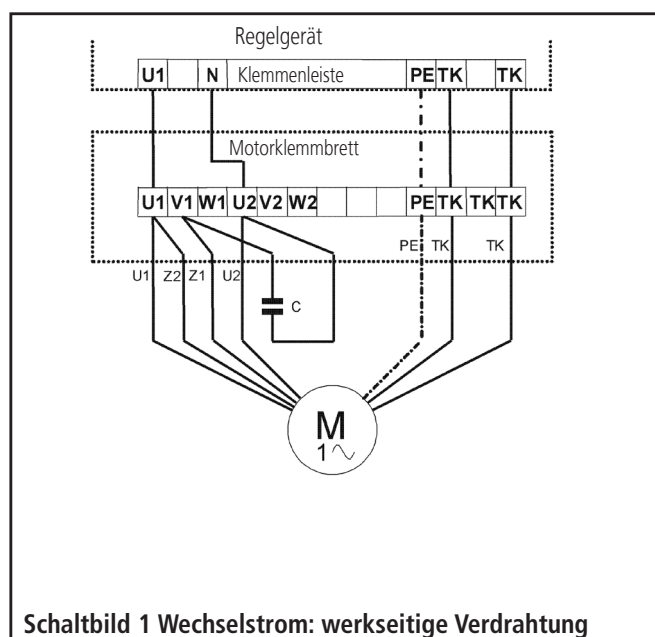 Regelgerät
U1 N Klemmenleiste PE TK TK
Motorklemmbrett
U1 V1 W1 U2 V2 W2 PE TK TK TK
U1 Z2 Z1 U2 PE TK TK
C
M
1
Schaltbild 1 Wechselstrom: werkseitige Verdrahtung